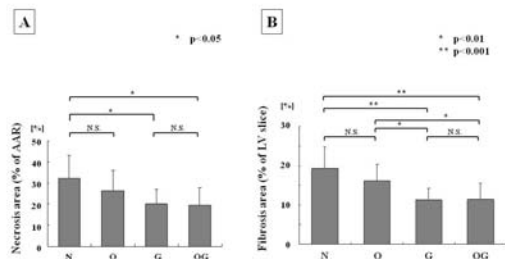 A
* p<0.05
*
*
N.S.
N.S.
[%]
50
40
30
20
10
0
Necrosis area (% of AAR)
N O G OG
B
* p<0.01
** p<0.001
**
**
*
*
N.S.
N.S.
[%]
30
20
10
0
Fibrosis area (% of LV slice)
N O G OG